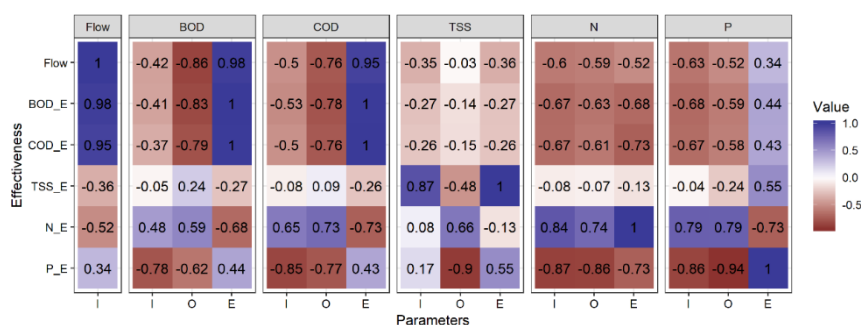 Flow BOD COD TSS N P
Flow 1 -0.42 -0.86 0.98 -0.5 -0.76 0.95 -0.35 -0.03 -0.36 -0.6 -0.59 -0.52 -0.63 -0.52 0.34
BOD_E 0.98 -0.41 -0.83 1 -0.53 -0.78 1 -0.27 -0.14 -0.27 -0.67 -0.63 -0.68 -0.68 -0.59 0.44
COD_E 0.95 -0.37 -0.79 1 -0.5 -0.76 1 -0.26 -0.15 -0.26 -0.67 -0.61 -0.73 -0.67 -0.58 0.43
TSS_E -0.36 -0.05 0.24 -0.27 -0.08 0.09 -0.26 0.87 -0.48 1 -0.08 -0.07 -0.13 -0.04 -0.24 0.55
N_E -0.52 0.48 0.59 -0.68 0.65 0.73 -0.73 0.08 0.66 -0.13 0.84 0.74 1 0.79 0.79 -0.73
P_E 0.34 -0.78 -0.62 0.44 -0.85 -0.77 0.43 0.17 -0.9 0.55 -0.87 -0.86 -0.73 -0.86 -0.94 1
I I O E I O E I O E I O E I O E
Parameters
Effectiveness
Value
1.0
0.5
0.0
-0.5